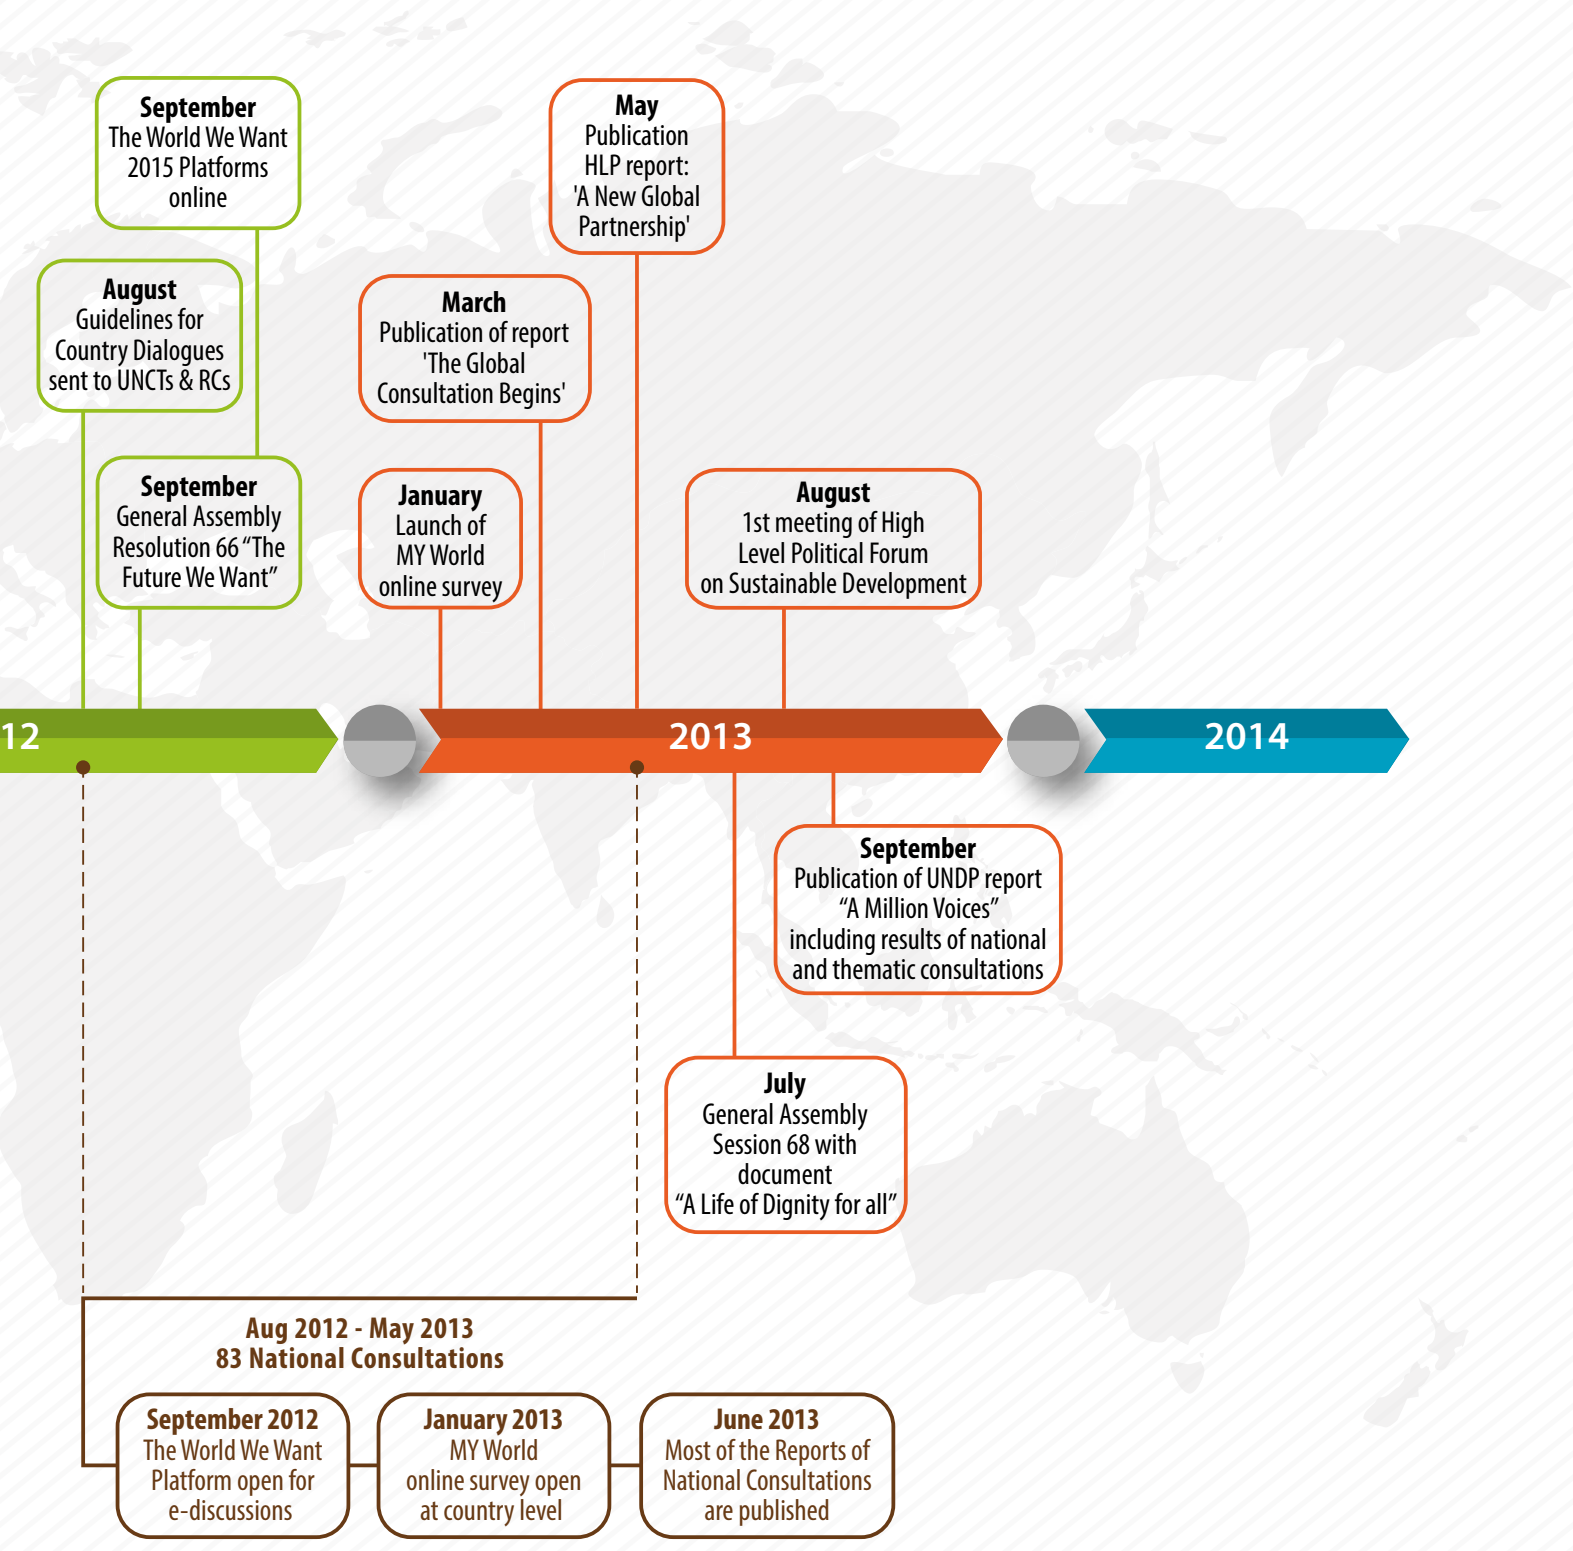 September
The World We Want
2015 Platforms
online
August
Guidelines for
Country Dialogues
sent to UNCTs & RCs
September
General Assembly
Resolution 66 “The
Future We Want”
May
Publication
HLP report:
'A New Global
Partnership'
March
Publication of report
'The Global
Consultation Begins'
January
Launch of
MY World
online survey
August
1st meeting of High
Level Political Forum
on Sustainable Development
12
2013
2014
September
Publication of UNDP report
“A Million Voices”
including results of national
and thematic consultations
July
General Assembly
Session 68 with
document
“A Life of Dignity for all”
Aug 2012 - May 2013
83 National Consultations
September 2012
The World We Want
Platform open for
e-discussions
January 2013
MY World
online survey open
at country level
June 2013
Most of the Reports of
National Consultations
are published